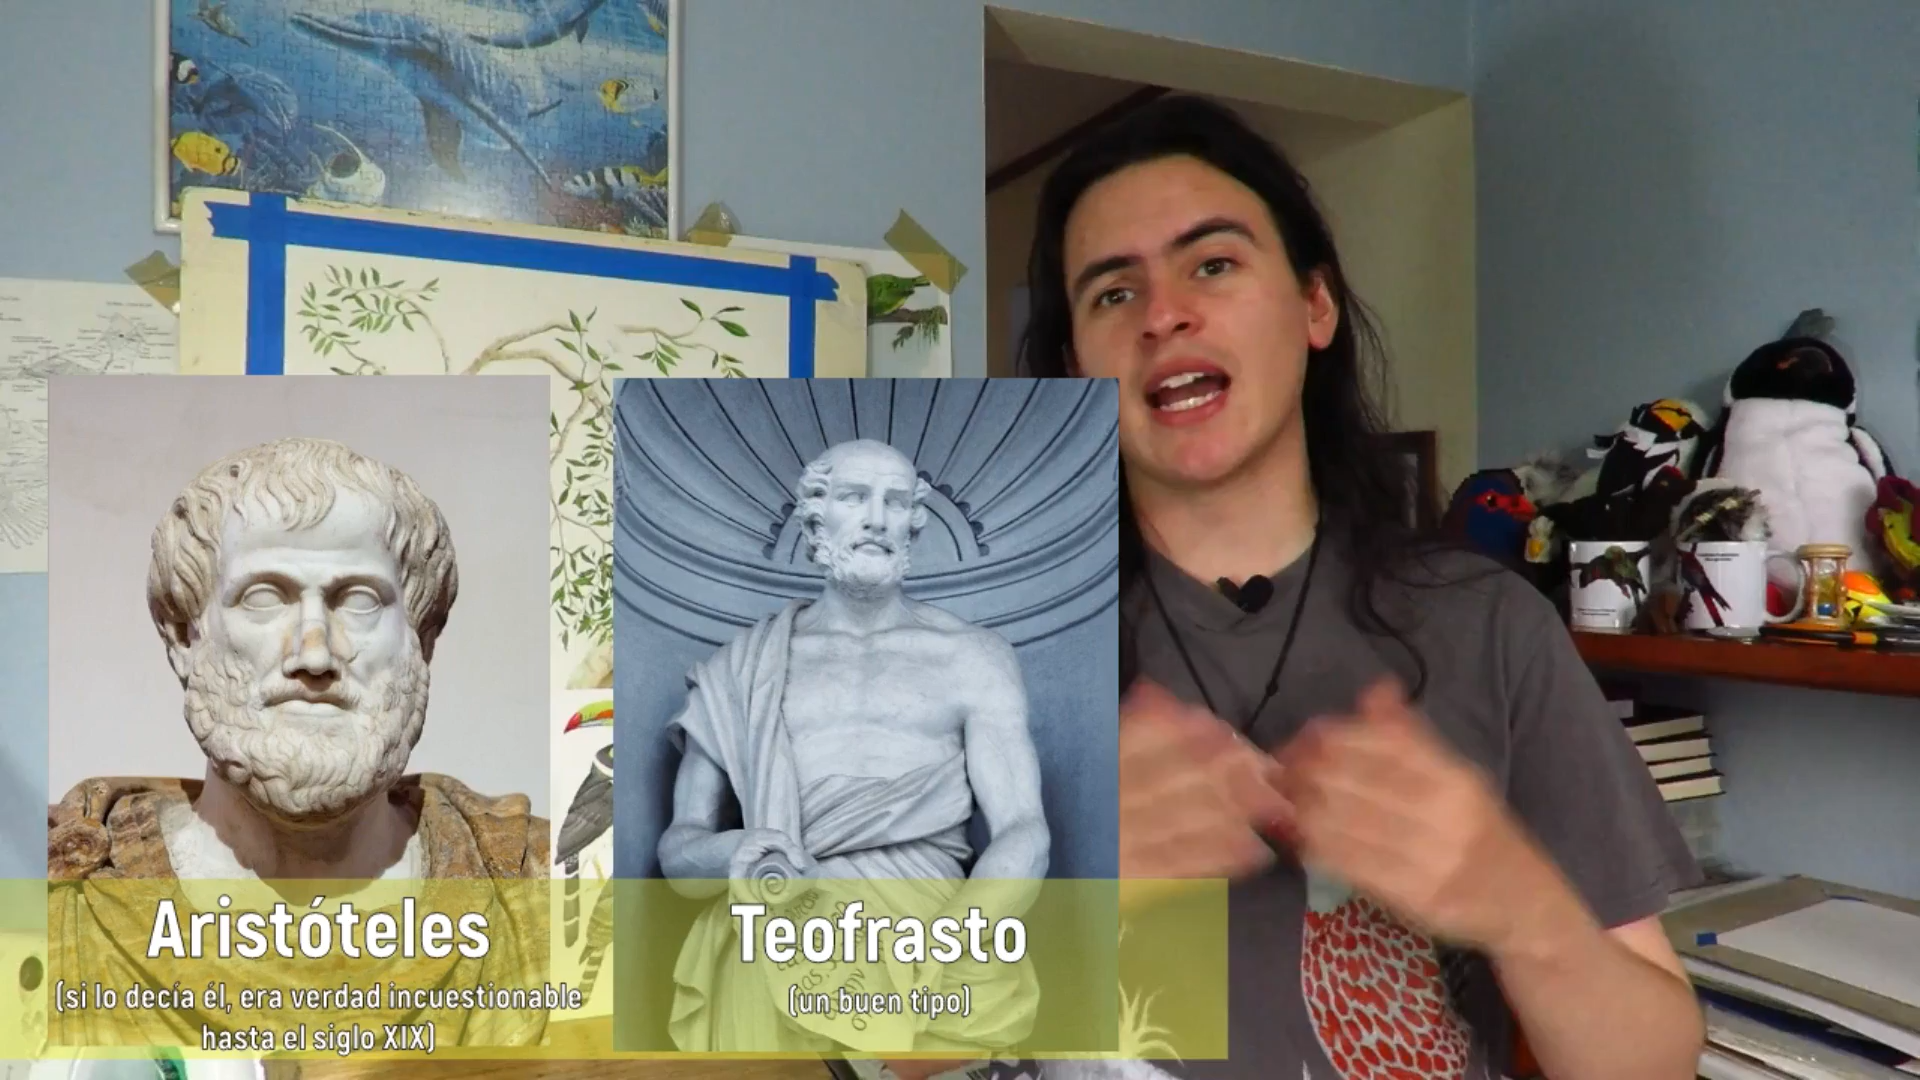 Aristóteles
(si lo decía él, era verdad incuestionable
hasta el siglo XIX)
Teofrasto
(un buen tipo)